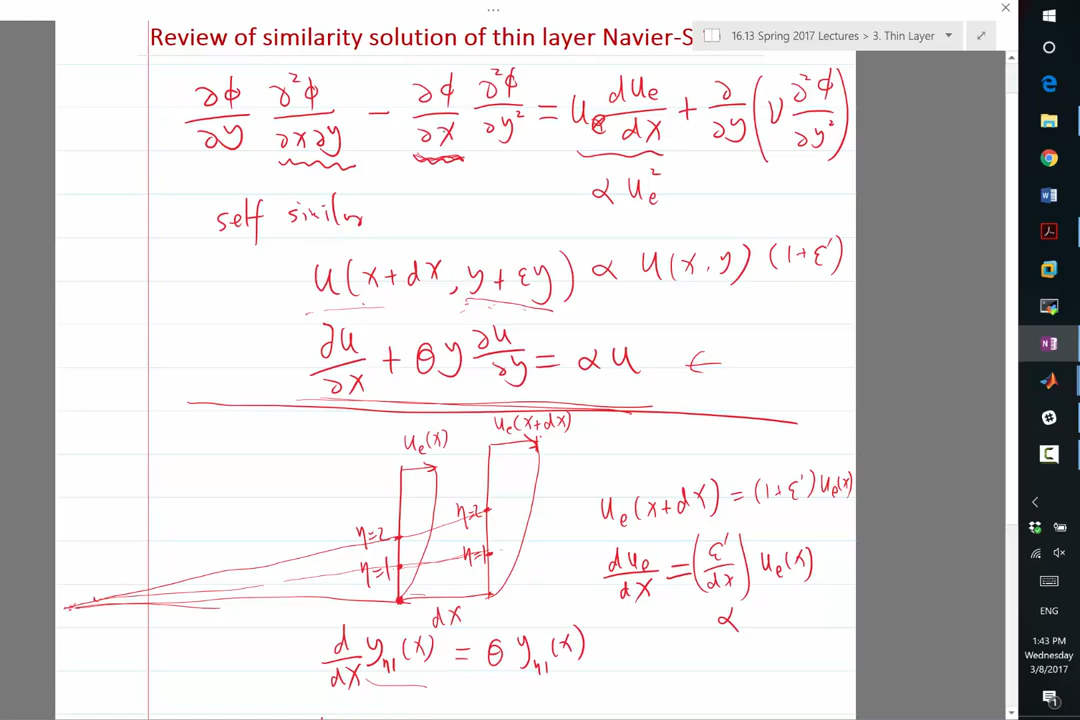 Review of similarity solution of thin layer Navier-S
16.13 Spring 2017 Lectures > 3. Thin Layer
∂ϕ/∂y ∂²ϕ/∂x∂y − ∂ϕ/∂x ∂²ϕ/∂y² = u_e du_e/dx + ∂/∂y (ν ∂²ϕ/∂y²)
α u_e²
self similar
u(x+dx, y+εy) α u(x,y) (1+ε')
∂u/∂x + θy ∂u/∂y = αu ←
u_e(x)
u_e(x+dx)
u_e(x+dx) = (1+ε')u_e(x)
η=2
η=2
η=1
η=1
du_e/dx = (ε'/dx) u_e(x)
dx
α
d/dx y_η1(x) = θ y_η1(x)
ENG
1:43 PM
Wednesday
3/8/2017
1